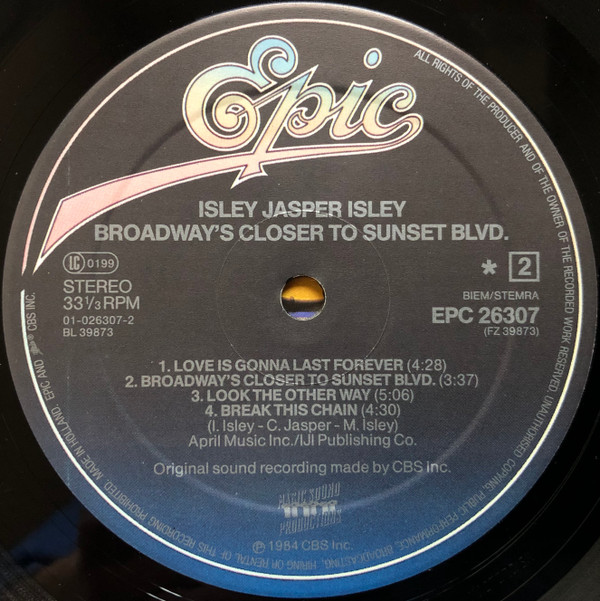 Epic
ISLEY JASPER ISLEY
BROADWAY'S CLOSER TO SUNSET BLVD.
LC 0199
STEREO
33 1/3 RPM
01-026307-2
BL 39873
* 2
BIEM/STEMRA
EPC 26307
(FZ 39873)
1. LOVE IS GONNA LAST FOREVER (4:28)
2. BROADWAY'S CLOSER TO SUNSET BLVD. (3:37)
3. LOOK THE OTHER WAY (5:06)
4. BREAK THIS CHAIN (4:30)
(I. Isley - C. Jasper - M. Isley)
April Music Inc./IJI Publishing Co.
Original sound recording made by CBS Inc.
MAGIC SOUND
PRODUCTIONS
℗ 1984 CBS Inc.
ALL RIGHTS OF THE PRODUCER AND OF THE OWNER OF THE RECORDED WORK RESERVED. UNAUTHORISED COPYING, PUBLIC PERFORMANCE, BROADCASTING, HIRING OR RENTAL OF THIS RECORDING PROHIBITED. MADE IN HOLLAND. EPIC AND ® CBS INC.